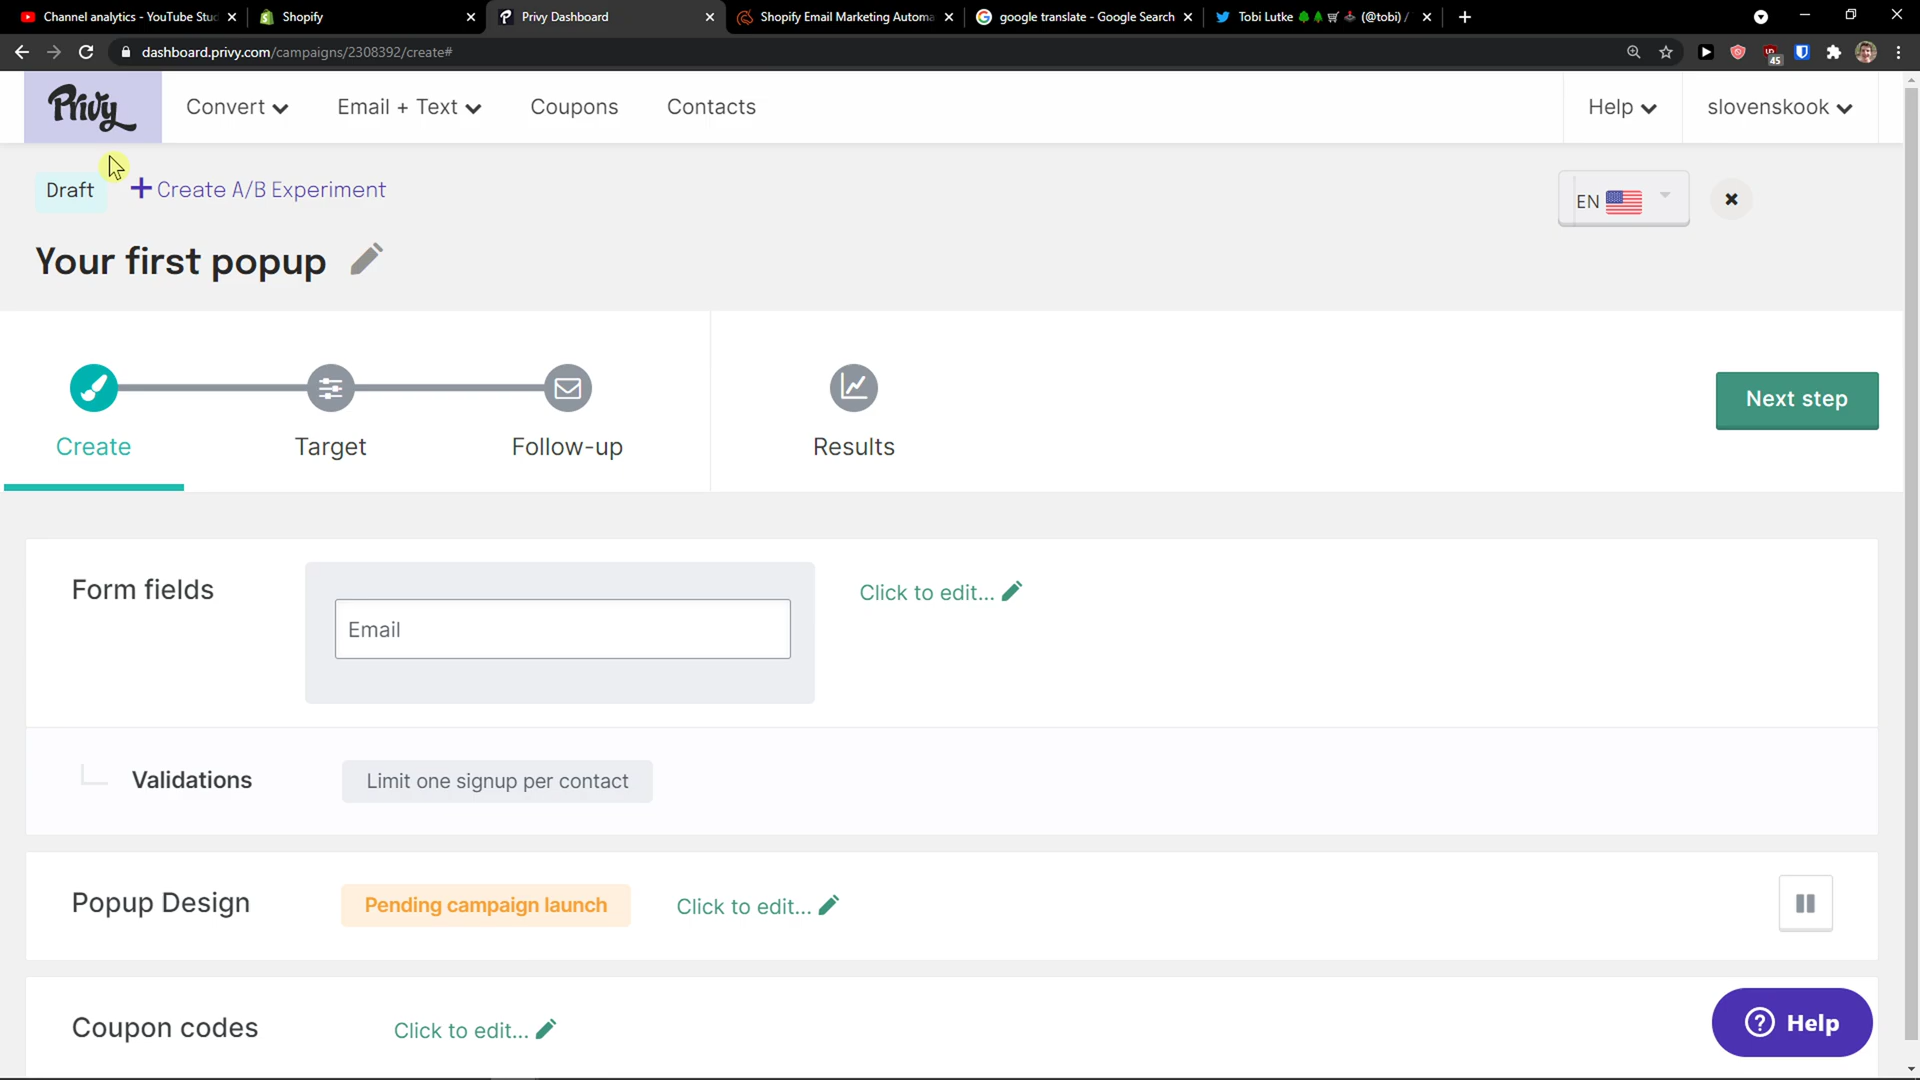 Channel analytics - YouTube Stu
Shopify
Privy Dashboard
Shopify Email Marketing Automa
google translate - Google Search
Tobi Lutke 🌲🌲🛒🕹 (@tobi) /
dashboard.privy.com/campaigns/2308392/create#
45
Privy
Convert
Email + Text
Coupons
Contacts
Help
slovenskook
Draft
+ Create A/B Experiment
EN
Your first popup
Create
Target
Follow-up
Results
Next step
Form fields
Email
Click to edit...
Validations
Limit one signup per contact
Popup Design
Pending campaign launch
Click to edit...
Coupon codes
Click to edit...
Help